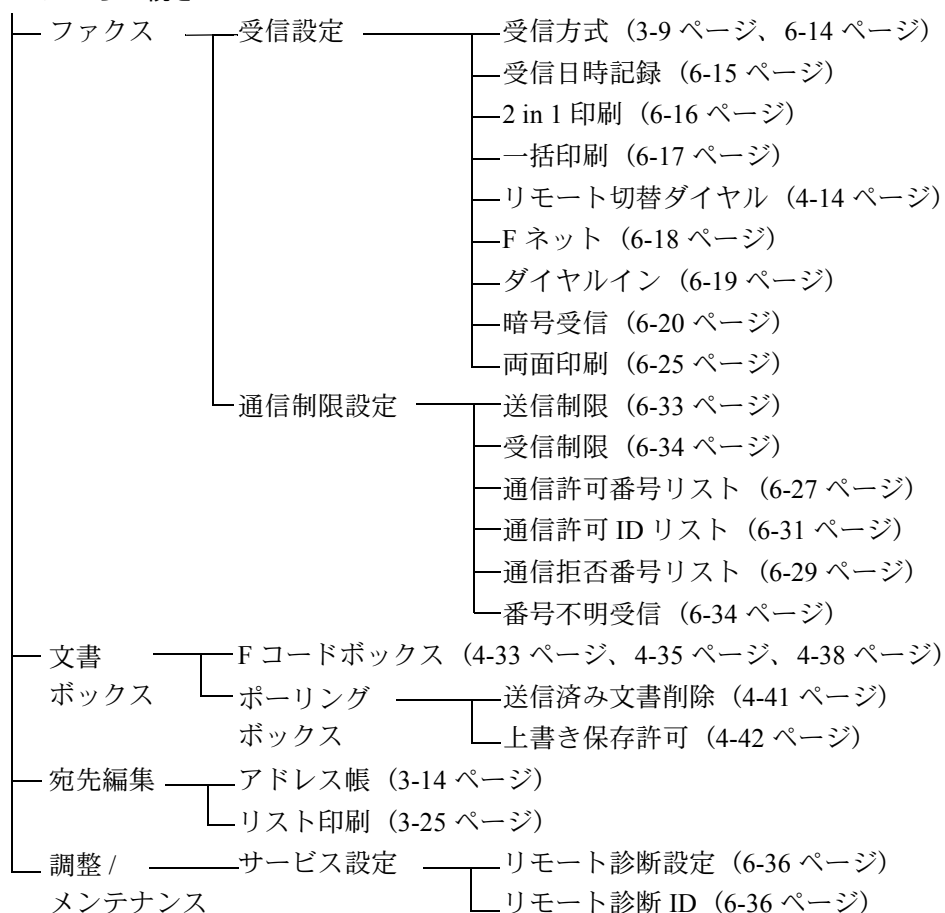 ファクス 受信設定 受信方式（3-9 ページ、6-14 ページ）
受信日時記録（6-15 ページ）
2 in 1 印刷（6-16 ページ）
一括印刷（6-17 ページ）
リモート切替ダイヤル（4-14 ページ）
F ネット（6-18 ページ）
ダイヤルイン（6-19 ページ）
暗号受信（6-20 ページ）
両面印刷（6-25 ページ）
通信制限設定 送信制限（6-33 ページ）
受信制限（6-34 ページ）
通信許可番号リスト（6-27 ページ）
通信許可 ID リスト（6-31 ページ）
通信拒否番号リスト（6-29 ページ）
番号不明受信（6-34 ページ）
文書 F コードボックス（4-33 ページ、4-35 ページ、4-38 ページ）
ボックス ポーリング 送信済み文書削除（4-41 ページ）
ボックス 上書き保存許可（4-42 ページ）
宛先編集 アドレス帳（3-14 ページ）
リスト印刷（3-25 ページ）
調整 / サービス設定 リモート診断設定（6-36 ページ）
メンテナンス リモート診断 ID（6-36 ページ）